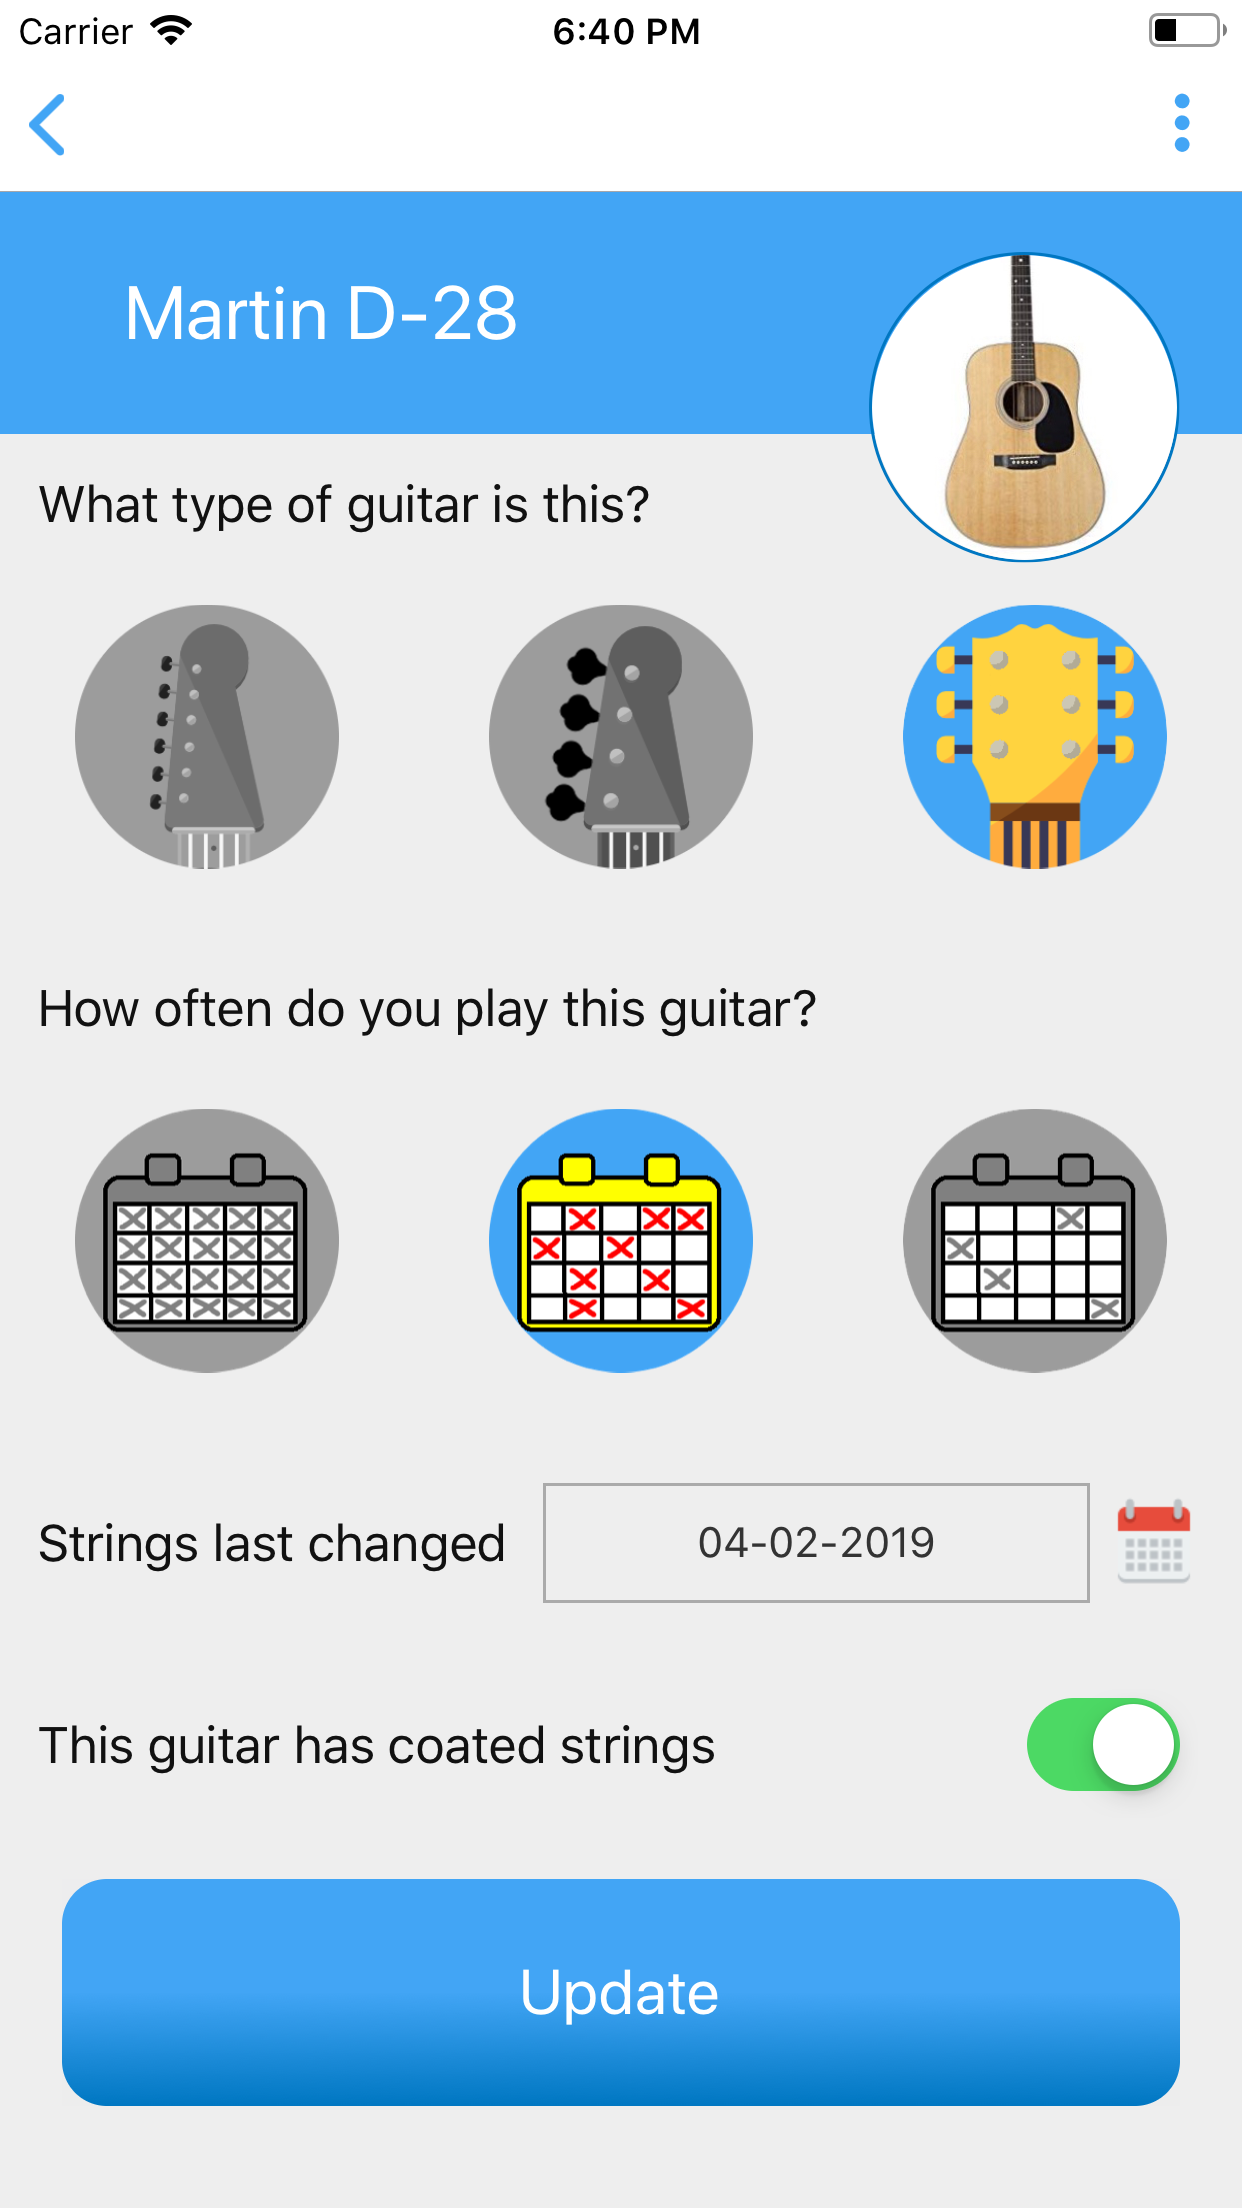 Carrier 6:40 PM
Martin D-28
What type of guitar is this?
How often do you play this guitar?
Strings last changed 04-02-2019
This guitar has coated strings
Update